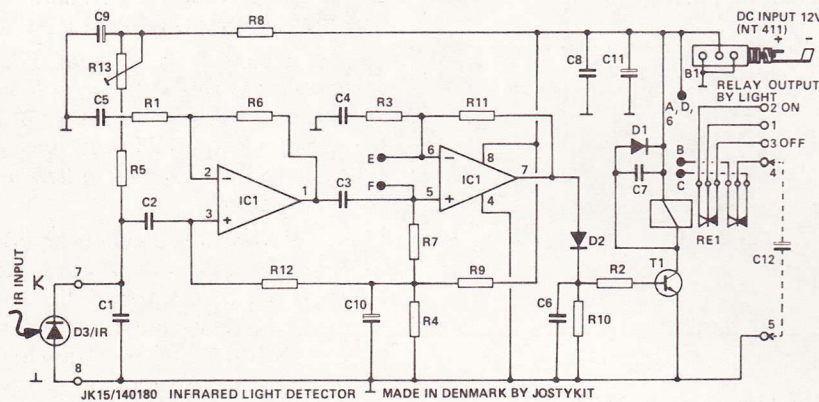 C9
R8
DC INPUT 12V
(NT 411)
+ -
R13
B1
C5
R1
R6
C4
R3
R11
C8
C11
RELAY OUTPUT
BY LIGHT
A, D,
6
2 ON
1
3 OFF
D1
B
4
E
6
8
R5
2
IC1
1
C3
F
5
IC1
7
4
C7
C
C2
3
D2
RE1
R7
C12
IR INPUT
K
7
R12
R9
R2
T1
C1
C10
R4
C6
R10
D3/IR
5
8
JK15/140180 INFRARED LIGHT DETECTOR MADE IN DENMARK BY JOSTYKIT